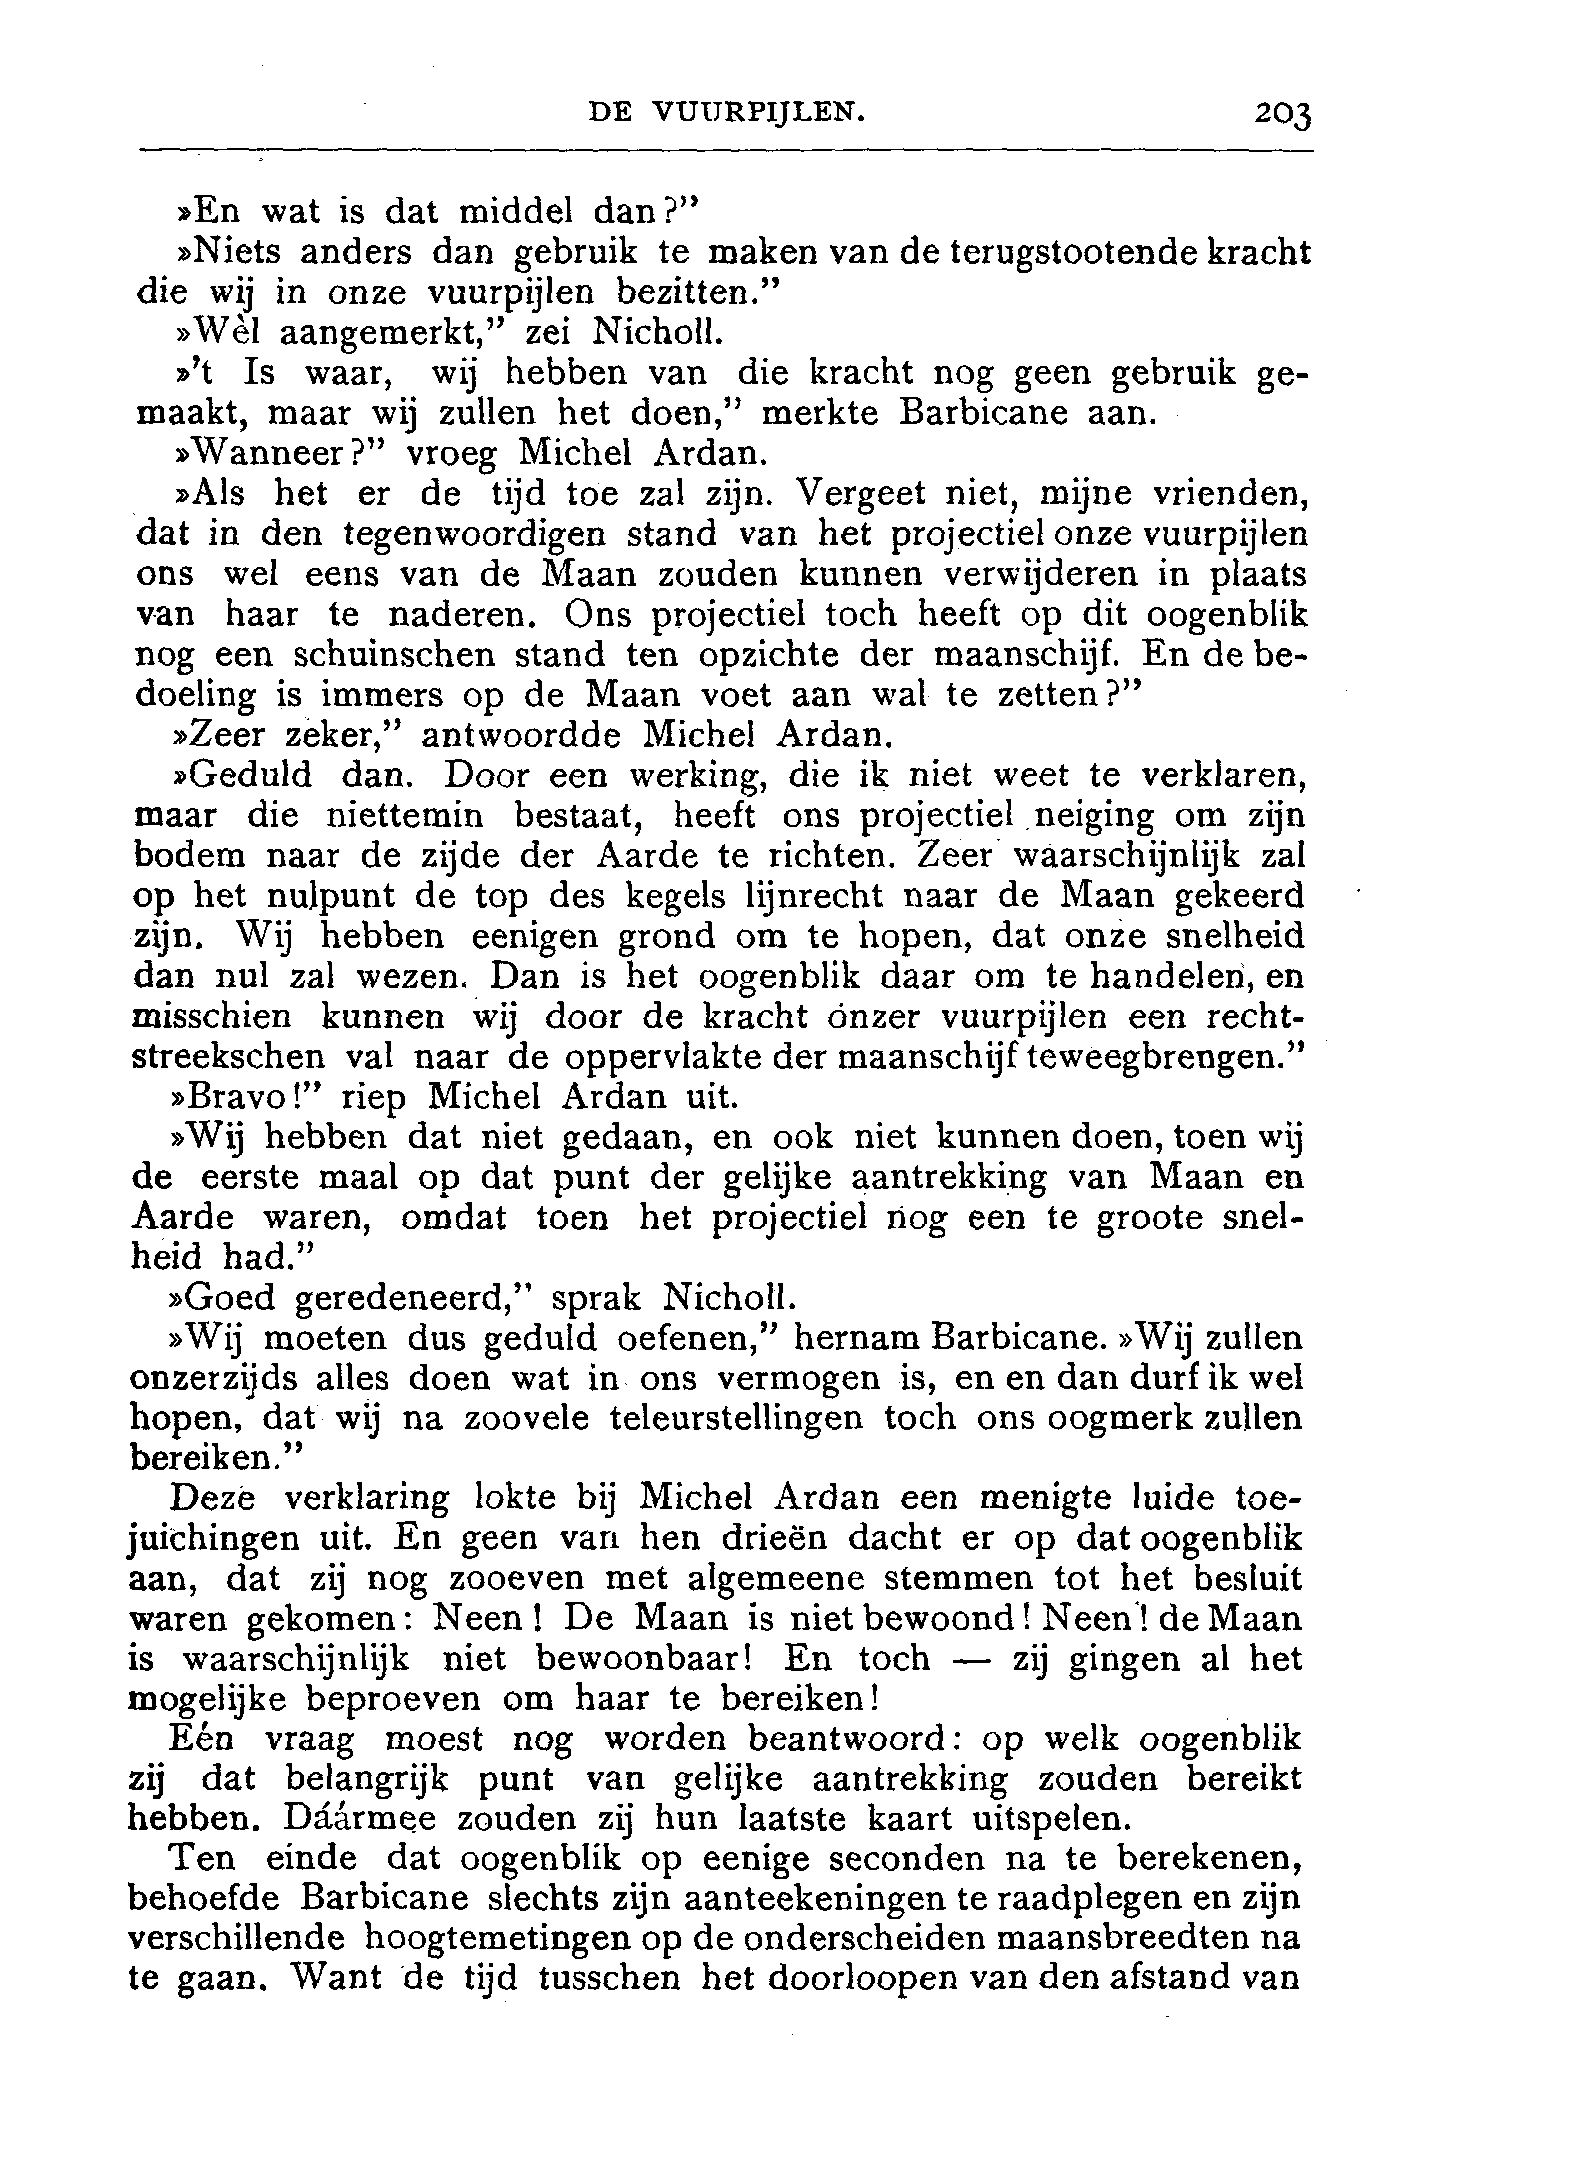 DE VUURPIJLEN. 203
»En wat is dat middel dan?”
»Niets anders dan gebruik te maken van de terugstootende kracht
die wij in onze vuurpijlen bezitten.”
»Wèl aangemerkt,” zei Nicholl.
»’t Is waar, wij hebben van die kracht nog geen gebruik ge-
maakt, maar wij zullen het doen,” merkte Barbicane aan.
»Wanneer?” vroeg Michel Ardan.
»Als het er de tijd toe zal zijn. Vergeet niet, mijne vrienden,
dat in den tegenwoordigen stand van het projectiel onze vuurpijlen
ons wel eens van de Maan zouden kunnen verwijderen in plaats
van haar te naderen. Ons projectiel toch heeft op dit oogenblik
nog een schuinschen stand ten opzichte der maanschijf. En de be-
doeling is immers op de Maan voet aan wal te zetten?”
»Zeer zeker,” antwoordde Michel Ardan.
»Geduld dan. Door een werking, die ik niet weet te verklaren,
maar die niettemin bestaat, heeft ons projectiel neiging om zijn
bodem naar de zijde der Aarde te richten. Zeer waarschijnlijk zal
op het nulpunt de top des kegels lijnrecht naar de Maan gekeerd
zijn. Wij hebben eenigen grond om te hopen, dat onze snelheid
dan nul zal wezen. Dan is het oogenblik daar om te handelen, en
misschien kunnen wij door de kracht onzer vuurpijlen een recht-
streekschen val naar de oppervlakte der maanschijf teweegbrengen.”
»Bravo!” riep Michel Ardan uit.
»Wij hebben dat niet gedaan, en ook niet kunnen doen, toen wij
de eerste maal op dat punt der gelijke aantrekking van Maan en
Aarde waren, omdat toen het projectiel nog een te groote snel-
heid had.”
»Goed geredeneerd,” sprak Nicholl.
»Wij moeten dus geduld oefenen,” hernam Barbicane. »Wij zullen
onzerzijds alles doen wat in ons vermogen is, en en dan durf ik wel
hopen, dat wij na zoovele teleurstellingen toch ons oogmerk zullen
bereiken.”
Deze verklaring lokte bij Michel Ardan een menigte luide toe-
juichingen uit. En geen van hen drieën dacht er op dat oogenblik
aan, dat zij nog zooeven met algemeene stemmen tot het besluit
waren gekomen: Neen! De Maan is niet bewoond! Neen! de Maan
is waarschijnlijk niet bewoonbaar! En toch — zij gingen al het
mogelijke beproeven om haar te bereiken!
Eén vraag moest nog worden beantwoord: op welk oogenblik
zij dat belangrijk punt van gelijke aantrekking zouden bereikt
hebben. Dáármee zouden zij hun laatste kaart uitspelen.
Ten einde dat oogenblik op eenige seconden na te berekenen,
behoefde Barbicane slechts zijn aanteekeningen te raadplegen en zijn
verschillende hoogtemetingen op de onderscheiden maansbreedten na
te gaan. Want de tijd tusschen het doorloopen van den afstand van